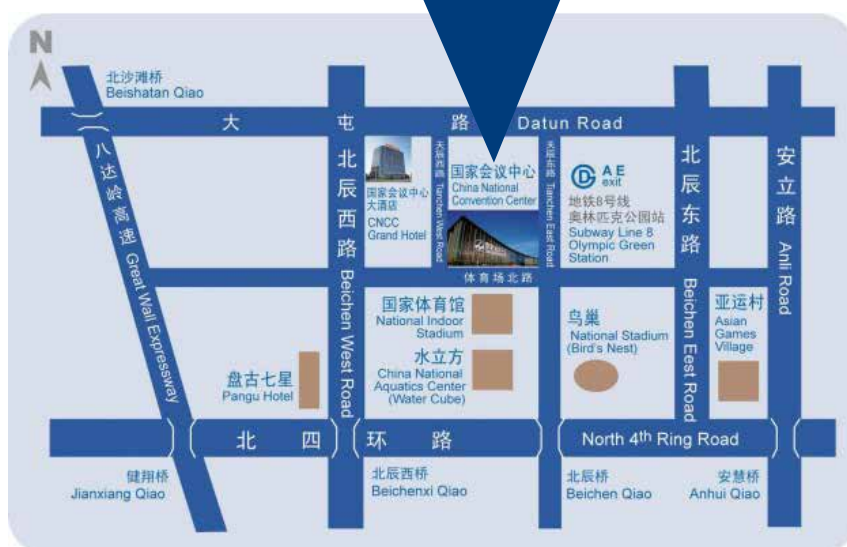 N
北沙滩桥
Beishatan Qiao
大屯路 Datun Road
八达岭高速 Great Wall Expressway
北辰西路 Beichen West Road
国家会议中心
大酒店
CNCC
Grand Hotel
天辰西路 Tianchen West Road
国家会议中心
China National
Convention Center
天辰东路 Tianchen East Road
A E
exit
地铁8号线
奥林匹克公园站
Subway Line 8
Olympic Green
Station
北辰东路 Beichen Eest Road
安立路 Anli Road
体育场北路
国家体育馆
National Indoor
Stadium
水立方
China National
Aquatics Center
(Water Cube)
鸟巢
National Stadium
(Bird's Nest)
亚运村
Asian
Games
Village
盘古七星
Pangu Hotel
北四环路 North 4th Ring Road
健翔桥
Jianxiang Qiao
北辰西桥
Beichenxi Qiao
北辰桥
Beichen Qiao
安慧桥
Anhui Qiao